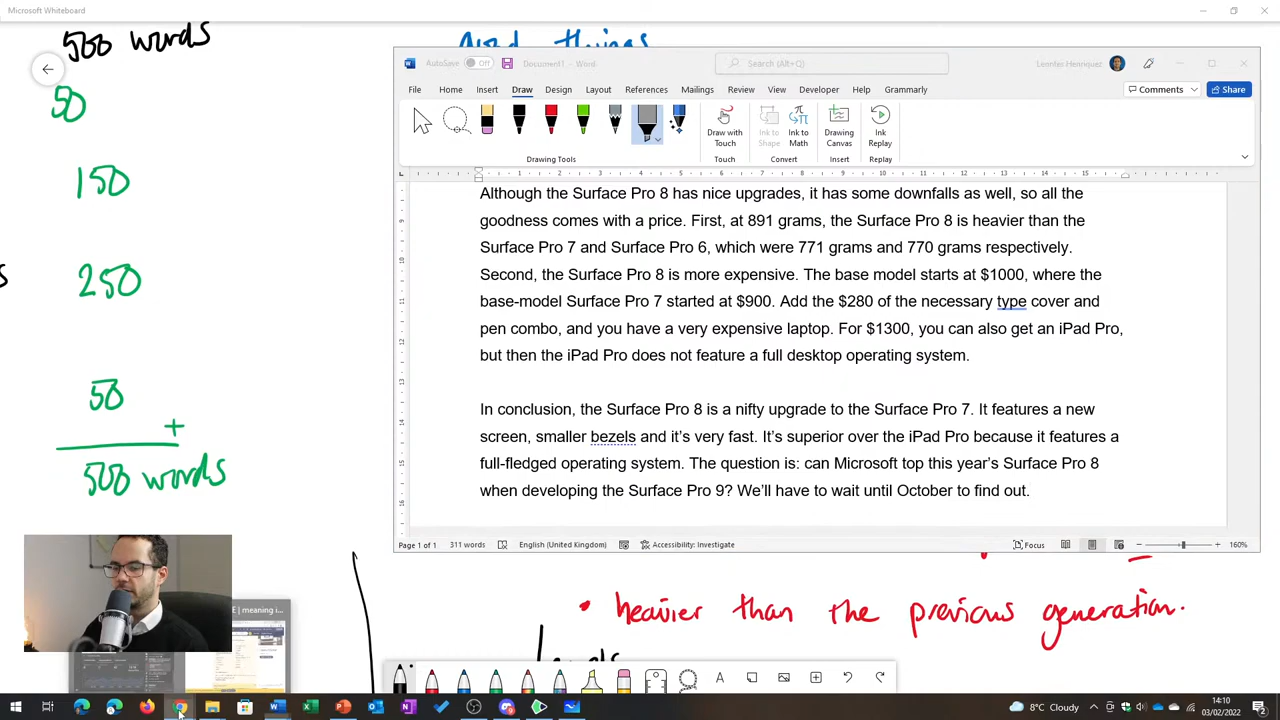 Microsoft Whiteboard
500 words
50
150
250
50
+
500 words
good things
AutoSave Off Document1 - Word Search (Alt+Q) Leomier Henriquez
File Home Insert Draw Design Layout References Mailings Review View Developer Help Grammarly Comments Share
Draw with Touch
Ink to Shape
Ink to Math
Drawing Canvas
Ink Replay
Drawing Tools Touch Convert Insert Replay
Although the Surface Pro 8 has nice upgrades, it has some downfalls as well, so all the
goodness comes with a price. First, at 891 grams, the Surface Pro 8 is heavier than the
Surface Pro 7 and Surface Pro 6, which were 771 grams and 770 grams respectively.
Second, the Surface Pro 8 is more expensive. The base model starts at $1000, where the
base-model Surface Pro 7 started at $900. Add the $280 of the necessary type cover and
pen combo, and you have a very expensive laptop. For $1300, you can also get an iPad Pro,
but then the iPad Pro does not feature a full desktop operating system.
In conclusion, the Surface Pro 8 is a nifty upgrade to the Surface Pro 7. It features a new
screen, smaller bezels and it's very fast. It's superior over the iPad Pro because it features a
full-fledged operating system. The question is: can Microsoft top this year's Surface Pro 8
when developing the Surface Pro 9? We'll have to wait until October to find out.
Page 1 of 1 311 words English (United Kingdom) Accessibility: Investigate Focus 160%
• heavier than the previous generation.
E | meaning i...
8°C Cloudy
14:10
03/02/2022